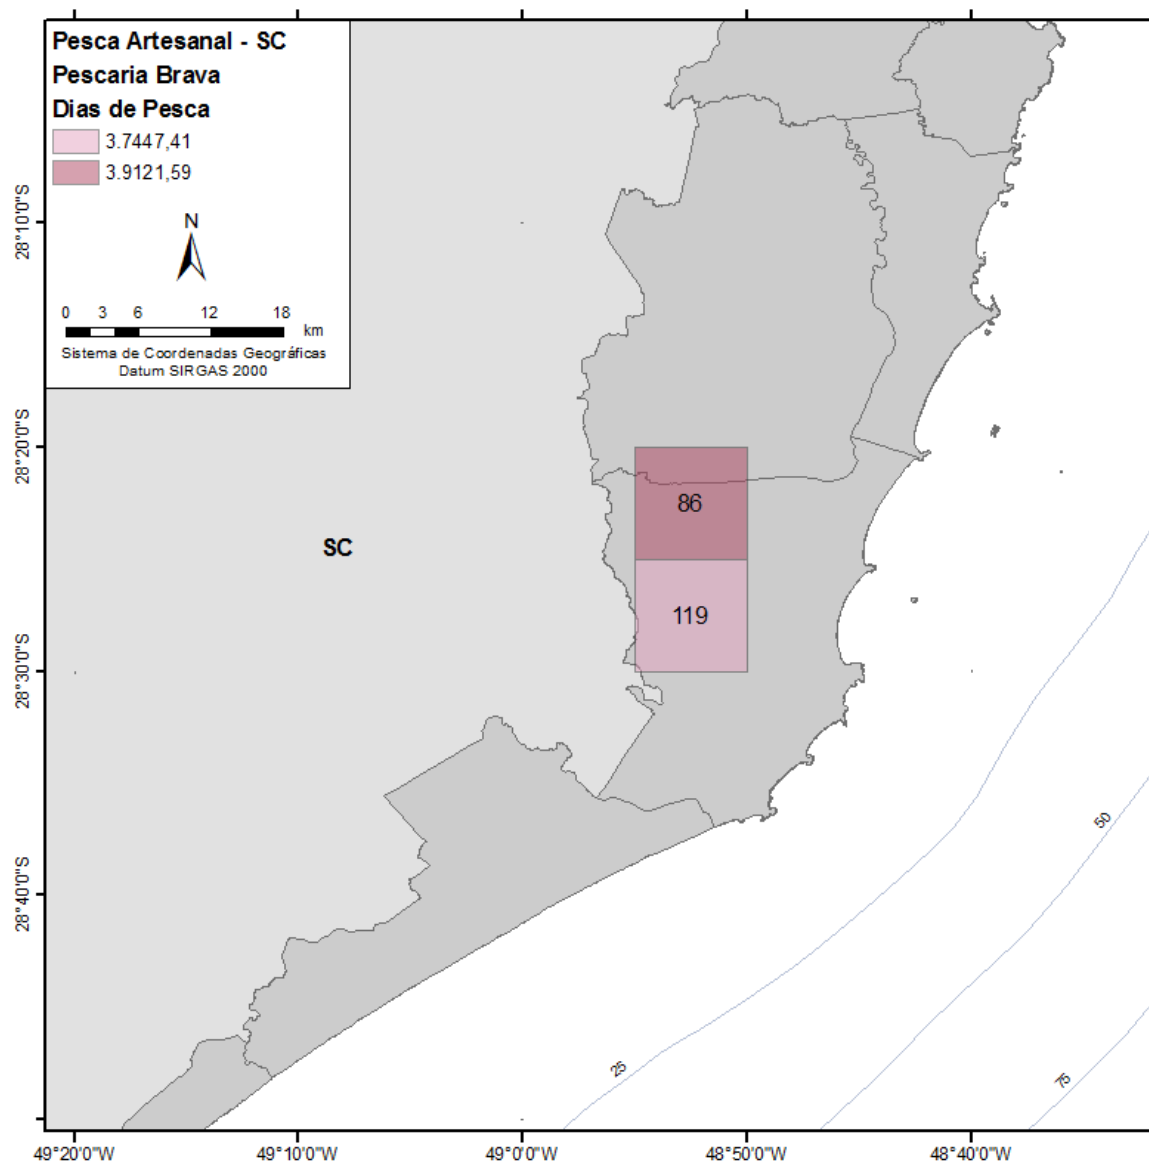 Pesca Artesanal - SC
Pescaria Brava
Dias de Pesca
3.7447,41
3.9121,59
N
0 3 6 12 18
km
Sistema de Coordenadas Geográficas
Datum SIRGAS 2000
28°10'0"S
28°20'0"S
28°30'0"S
28°40'0"S
86
SC
119
50
25
75
49°20'0"W 49°10'0"W 49°0'0"W 48°50'0"W 48°40'0"W